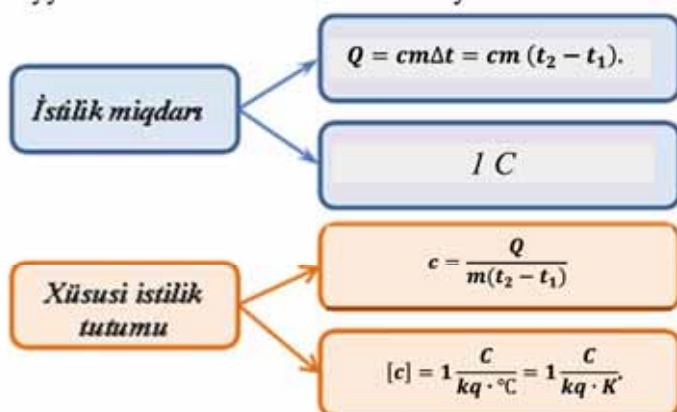 İstilik miqdarı
Q = cmΔt = cm (t₂ − t₁).
1 C
Xüsusi istilik
tutumu
c = Q / m(t₂ − t₁)
[c] = 1 C / kq · °C = 1 C / kq · K.